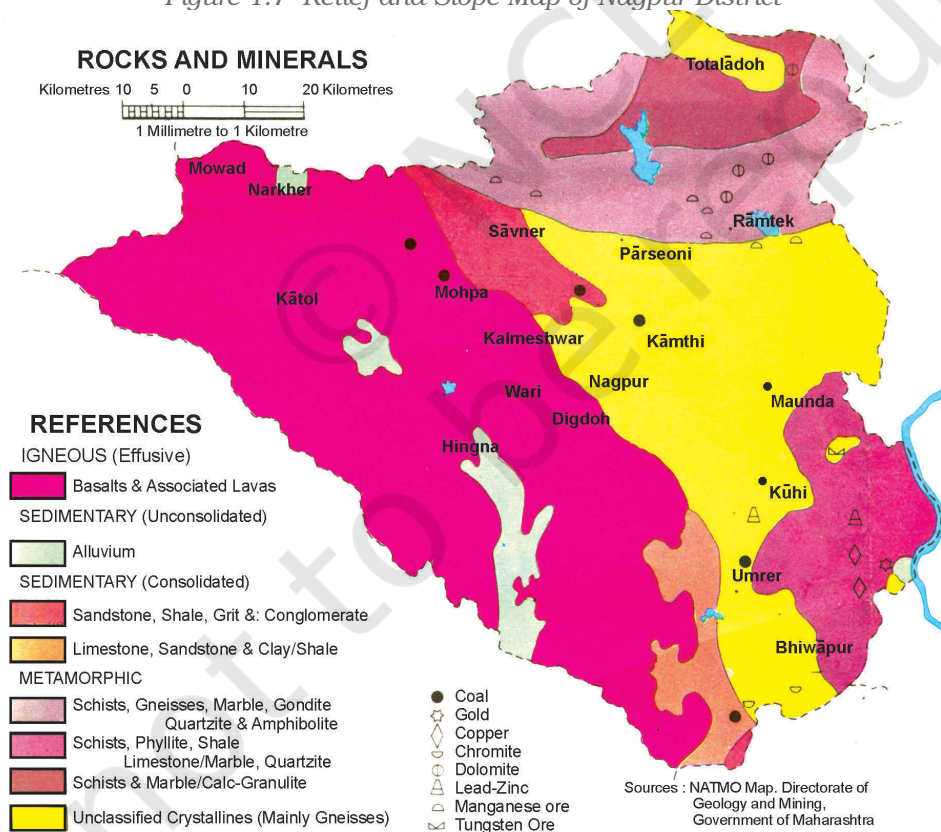 Figure 1.7 Relief and Slope Map of Nagpur District
ROCKS AND MINERALS
Kilometres 10 5 0 10 20 Kilometres
1 Millimetre to 1 Kilometre
Totalādoh
Mowad
Narkher
Rāmtek
Sāvner
Pārseoni
Kātol
Mohpa
Kalmeshwar
Kāmthi
Nagpur
Wari
Maunda
Digdoh
Hingna
Kūhi
Umrer
Bhiwāpur
REFERENCES
IGNEOUS (Effusive)
Basalts & Associated Lavas
SEDIMENTARY (Unconsolidated)
Alluvium
SEDIMENTARY (Consolidated)
Sandstone, Shale, Grit &: Conglomerate
Limestone, Sandstone & Clay/Shale
METAMORPHIC
Schists, Gneisses, Marble, Gondite
Quartzite & Amphibolite
Schists, Phyllite, Shale
Limestone/Marble, Quartzite
Schists & Marble/Calc-Granulite
Unclassified Crystallines (Mainly Gneisses)
Coal
Gold
Copper
Chromite
Dolomite
Lead-Zinc
Manganese ore
Tungsten Ore
Sources : NATMO Map. Directorate of
Geology and Mining,
Government of Maharashtra
© NCE
not to be repu